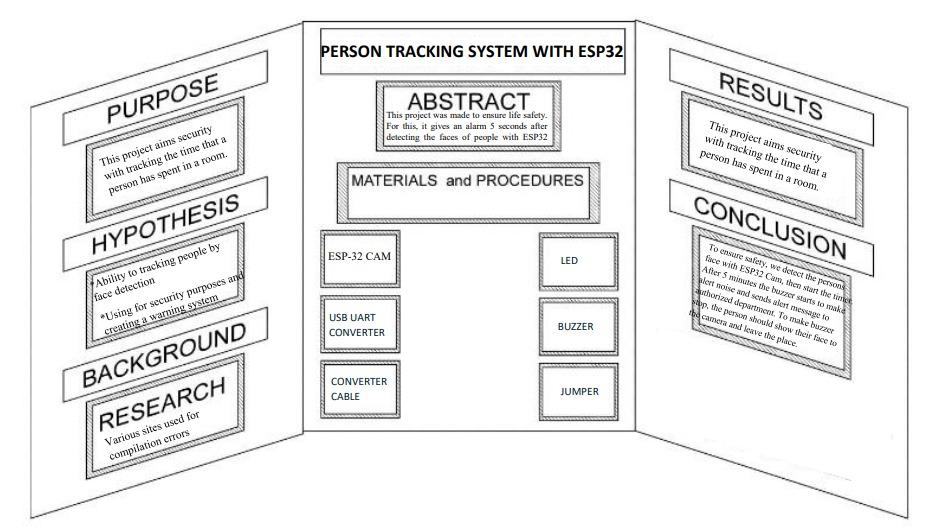 PURPOSE
This project aims security
with tracking the time that a
person has spent in a room.
HYPOTHESIS
*Ability to tracking people by
face detection
*Using for security purposes and
creating a warning system
BACKGROUND
RESEARCH
Various sites used for
compilation errors
PERSON TRACKING SYSTEM WITH ESP32
ABSTRACT
This project was made to ensure life safety.
For this, it gives an alarm 5 seconds after
detecting the faces of people with ESP32
MATERIALS and PROCEDURES
ESP-32 CAM
LED
USB UART
CONVERTER
BUZZER
CONVERTER
CABLE
JUMPER
RESULTS
This project aims security
with tracking the time that a
person has spent in a room.
CONCLUSION
To ensure safety, we detect the persons
face with ESP32 Cam, then start the timer.
After 5 minutes the buzzer starts to make
alert noise and sends alert message to
authorized department. To make buzzer
stop, the person should show their face to
the camera and leave the place.